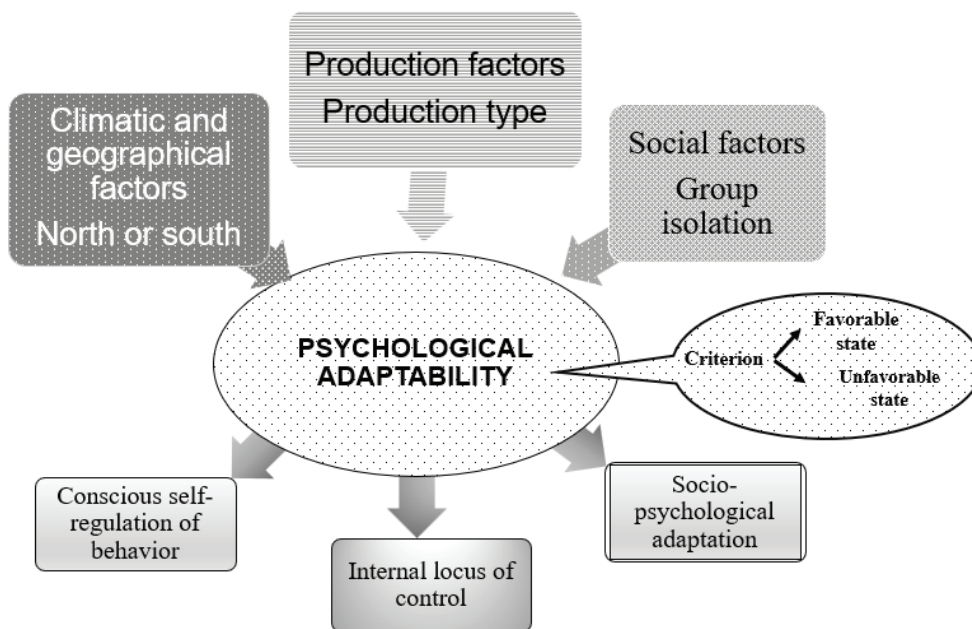 Production factors
Production type
Climatic and
geographical
factors
North or south
Social factors
Group
isolation
PSYCHOLOGICAL
ADAPTABILITY
Criterion
Favorable
state
Unfavorable
state
Conscious self-
regulation of
behavior
Internal locus of
control
Socio-
psychological
adaptation